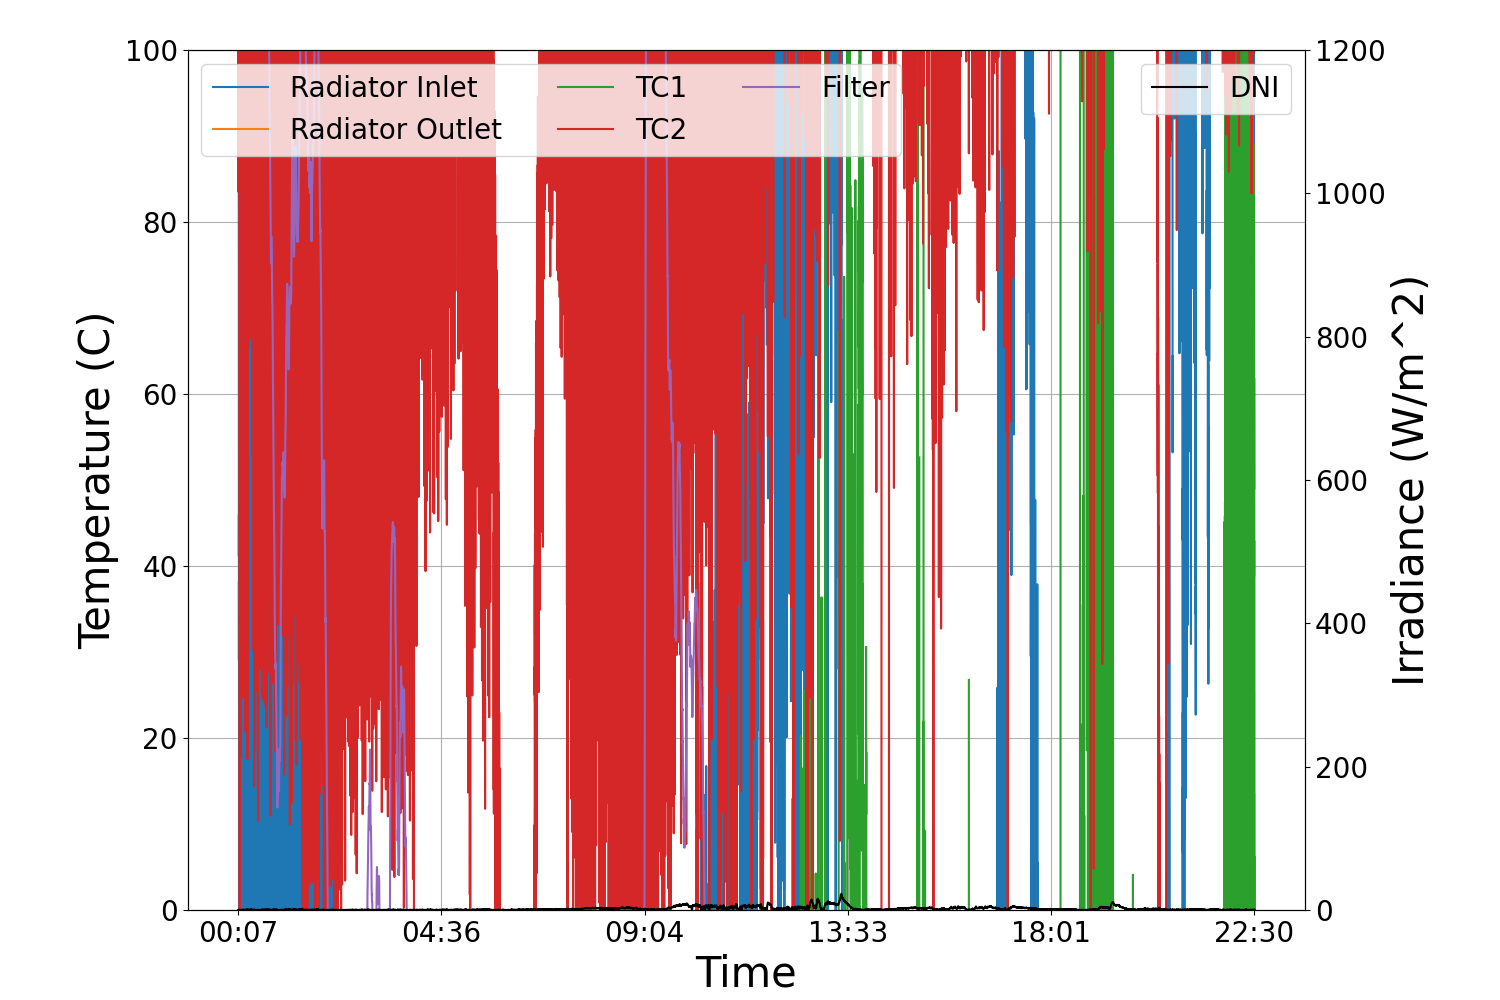 100
80
60
40
20
0
Temperature (C)
Radiator Inlet
Radiator Outlet
TC1
TC2
Filter
DNI
1200
1000
800
600
400
200
0
Irradiance (W/m^2)
00:07 04:36 09:04 13:33 18:01 22:30
Time